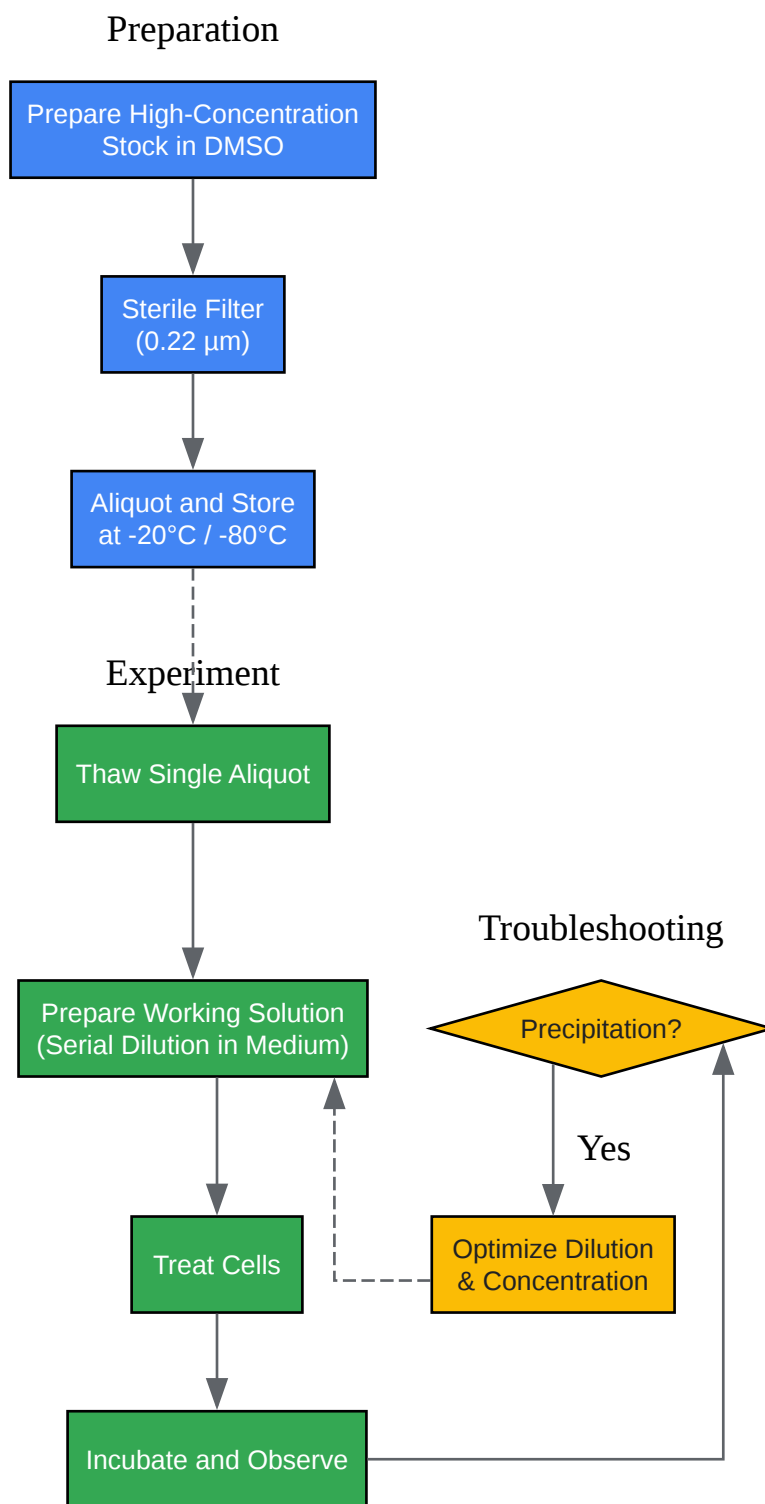 Preparation
Prepare High-Concentration
Stock in DMSO
Sterile Filter
(0.22 µm)
Aliquot and Store
at -20°C / -80°C
Experiment
Thaw Single Aliquot
Prepare Working Solution
(Serial Dilution in Medium)
Treat Cells
Incubate and Observe
Troubleshooting
Precipitation?
Yes
Optimize Dilution
& Concentration